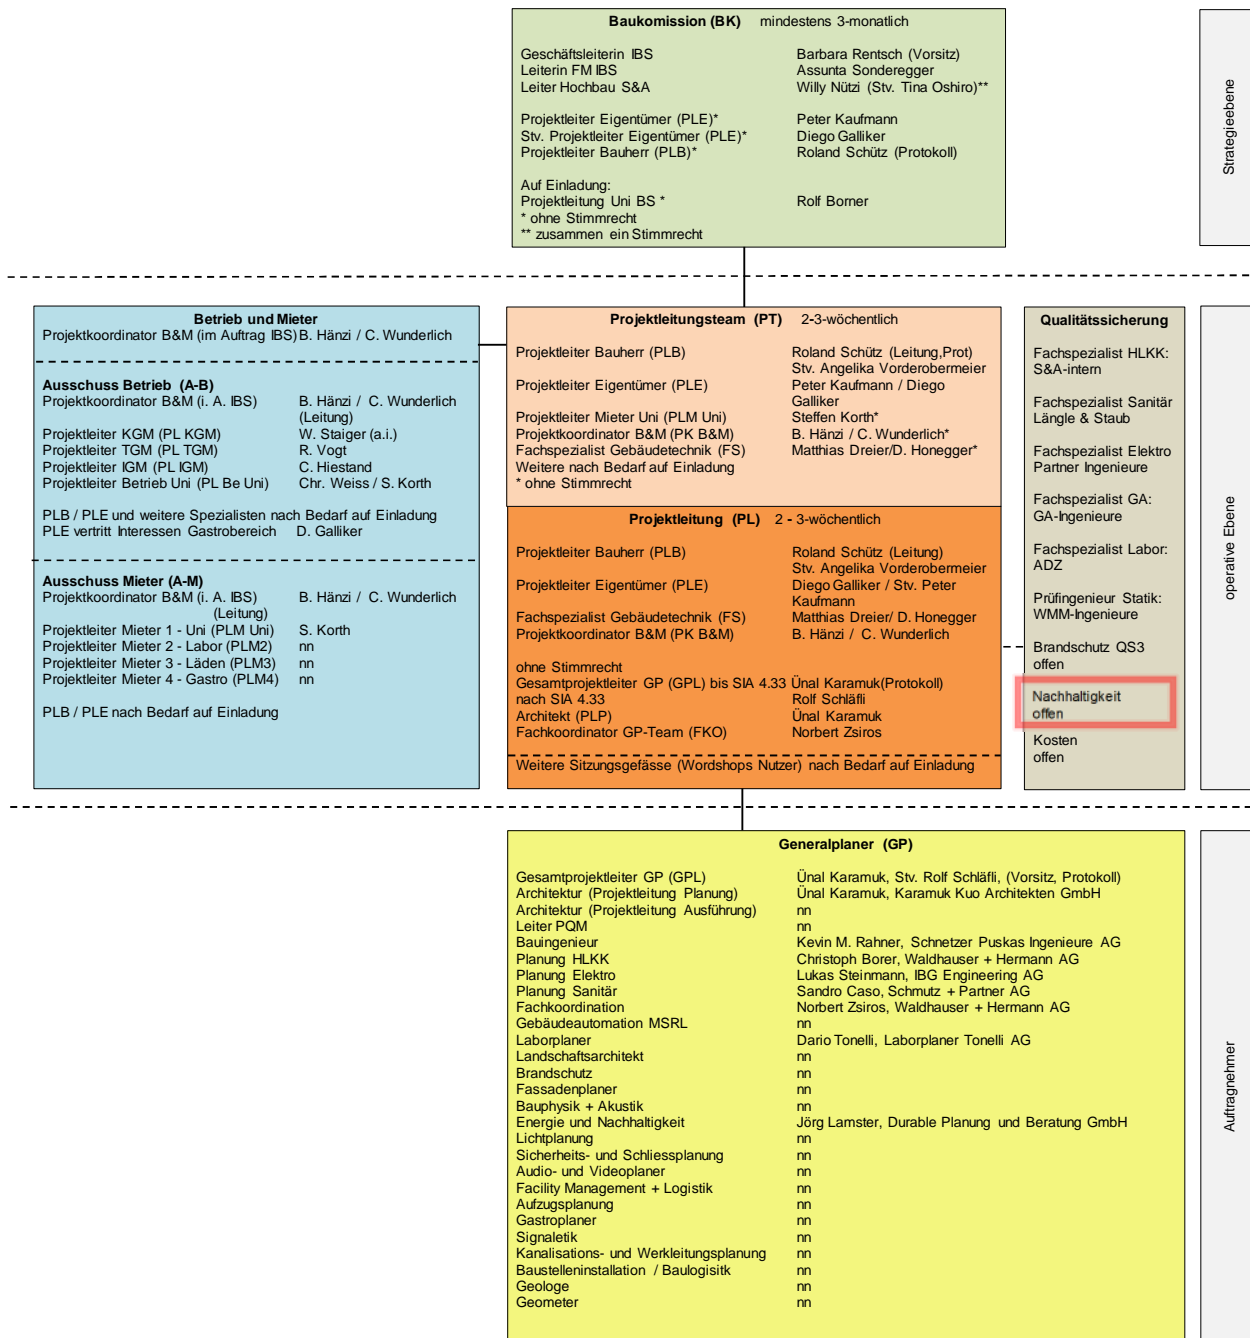 Baukomission (BK) mindestens 3-monatlich
Geschäftsleiterin IBS Barbara Rentsch (Vorsitz)
Leiterin FM IBS Assunta Sonderegger
Leiter Hochbau S&A Willy Nützi (Stv. Tina Oshiro)**
Projektleiter Eigentümer (PLE)* Peter Kaufmann
Stv. Projektleiter Eigentümer (PLE)* Diego Galliker
Projektleiter Bauherr (PLB)* Roland Schütz (Protokoll)
Auf Einladung:
Projektleitung Uni BS * Rolf Borner
* ohne Stimmrecht
** zusammen ein Stimmrecht
Strategieebene
Betrieb und Mieter
Projektkoordinator B&M (im Auftrag IBS) B. Hänzi / C. Wunderlich
Ausschuss Betrieb (A-B)
Projektkoordinator B&M (i. A. IBS) B. Hänzi / C. Wunderlich
(Leitung)
Projektleiter KGM (PL KGM) W. Staiger (a.i.)
Projektleiter TGM (PL TGM) R. Vogt
Projektleiter IGM (PL IGM) C. Hiestand
Projektleiter Betrieb Uni (PL Be Uni) Chr. Weiss / S. Korth
PLB / PLE und weitere Spezialisten nach Bedarf auf Einladung
PLE vertritt Interessen Gastrobereich D. Galliker
Ausschuss Mieter (A-M)
Projektkoordinator B&M (i. A. IBS) B. Hänzi / C. Wunderlich
(Leitung)
Projektleiter Mieter 1 - Uni (PLM Uni) S. Korth
Projektleiter Mieter 2 - Labor (PLM2) nn
Projektleiter Mieter 3 - Läden (PLM3) nn
Projektleiter Mieter 4 - Gastro (PLM4) nn
PLB / PLE nach Bedarf auf Einladung
Projektleitungsteam (PT) 2-3-wöchentlich
Projektleiter Bauherr (PLB) Roland Schütz (Leitung,Prot)
Stv. Angelika Vorderobermeier
Projektleiter Eigentümer (PLE) Peter Kaufmann / Diego
Galliker
Projektleiter Mieter Uni (PLM Uni) Steffen Korth*
Projektkoordinator B&M (PK B&M) B. Hänzi / C. Wunderlich*
Fachspezialist Gebäudetechnik (FS) Matthias Dreier/D. Honegger*
Weitere nach Bedarf auf Einladung
* ohne Stimmrecht
Projektleitung (PL) 2 - 3-wöchentlich
Projektleiter Bauherr (PLB) Roland Schütz (Leitung)
Stv. Angelika Vorderobermeier
Projektleiter Eigentümer (PLE) Diego Galliker / Stv. Peter
Kaufmann
Fachspezialist Gebäudetechnik (FS) Matthias Dreier/ D. Honegger
Projektkoordinator B&M (PK B&M) B. Hänzi / C. Wunderlich
ohne Stimmrecht
Gesamtprojektleiter GP (GPL) bis SIA 4.33 Ünal Karamuk(Protokoll)
nach SIA 4.33 Rolf Schläfli
Architekt (PLP) Ünal Karamuk
Fachkoordinator GP-Team (FKO) Norbert Zsiros
Weitere Sitzungsgefässe (Wordshops Nutzer) nach Bedarf auf Einladung
Qualitätssicherung
Fachspezialist HLKK:
S&A-intern
Fachspezialist Sanitär
Längle & Staub
Fachspezialist Elektro
Partner Ingenieure
Fachspezialist GA:
GA-Ingenieure
Fachspezialist Labor:
ADZ
Prüfingenieur Statik:
WMM-Ingenieure
Brandschutz QS3
offen
Nachhaltigkeit
offen
Kosten
offen
operative Ebene
Generalplaner (GP)
Gesamtprojektleiter GP (GPL) Ünal Karamuk, Stv. Rolf Schläfli, (Vorsitz, Protokoll)
Architektur (Projektleitung Planung) Ünal Karamuk, Karamuk Kuo Architekten GmbH
Architektur (Projektleitung Ausführung) nn
Leiter PQM nn
Bauingenieur Kevin M. Rahner, Schnetzer Puskas Ingenieure AG
Planung HLKK Christoph Borer, Waldhauser + Hermann AG
Planung Elektro Lukas Steinmann, IBG Engineering AG
Planung Sanitär Sandro Caso, Schmutz + Partner AG
Fachkoordination Norbert Zsiros, Waldhauser + Hermann AG
Gebäudeautomation MSRL nn
Laborplaner Dario Tonelli, Laborplaner Tonelli AG
Landschaftsarchitekt nn
Brandschutz nn
Fassadenplaner nn
Bauphysik + Akustik nn
Energie und Nachhaltigkeit Jörg Lamster, Durable Planung und Beratung GmbH
Lichtplanung nn
Sicherheits- und Schliessplanung nn
Audio- und Videoplaner nn
Facility Management + Logistik nn
Aufzugsplanung nn
Gastroplaner nn
Signaletik nn
Kanalisations- und Werkleitungsplanung nn
Baustelleninstallation / Baulogisitk nn
Geologe nn
Geometer nn
Auftragnehmer